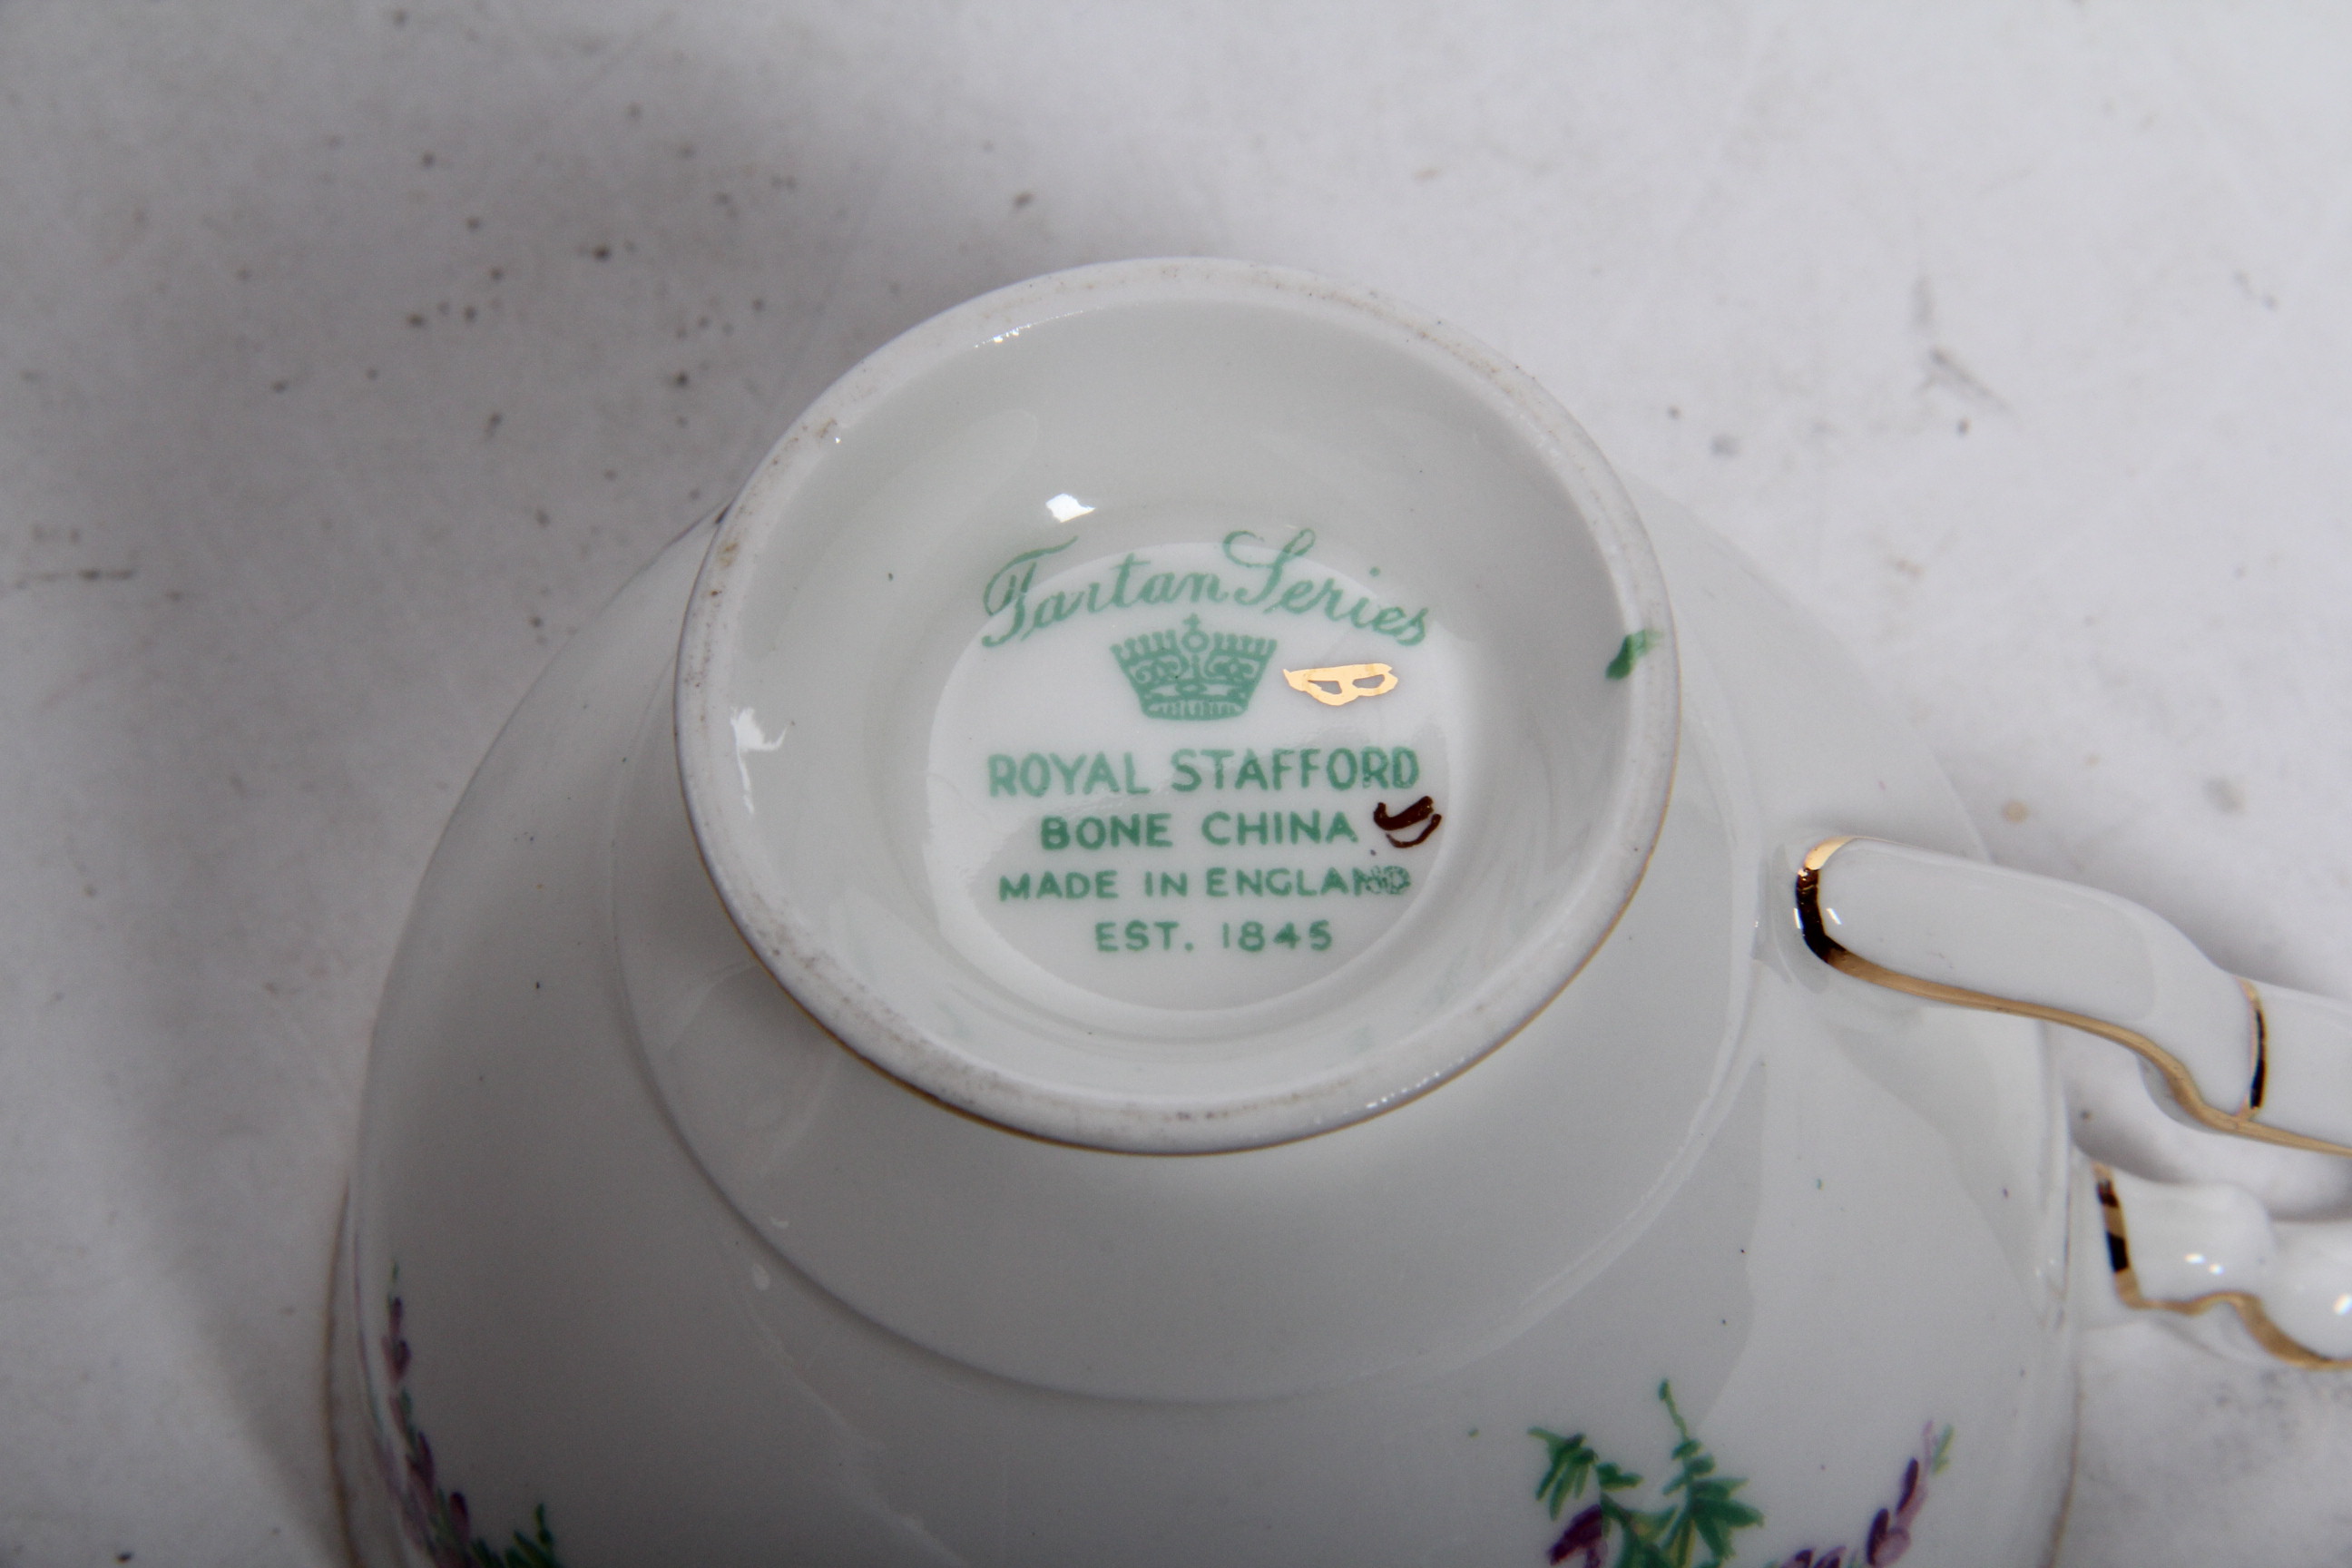 Tartan Series
B
ROYAL STAFFORD
BONE CHINA
MADE IN ENGLAND
EST. 1845